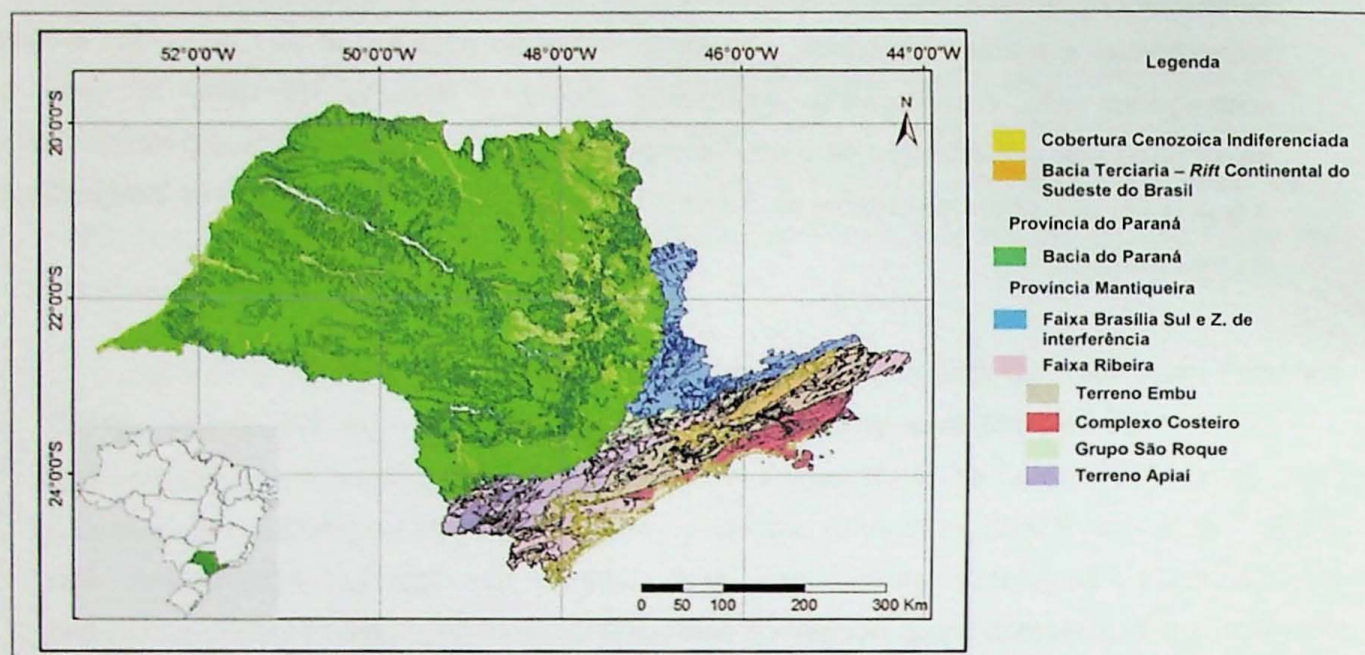 52°0'0"W 50°0'0"W 48°0'0"W 46°0'0"W 44°0'0"W
20°0'0"S
22°0'0"S
24°0'0"S
N
0 50 100 200 300 Km
Legenda
Cobertura Cenozoica Indiferenciada
Bacia Terciaria – Rift Continental do
Sudeste do Brasil
Província do Paraná
Bacia do Paraná
Província Mantiqueira
Faixa Brasília Sul e Z. de
interferência
Faixa Ribeira
Terreno Embu
Complexo Costeiro
Grupo São Roque
Terreno Apiaí